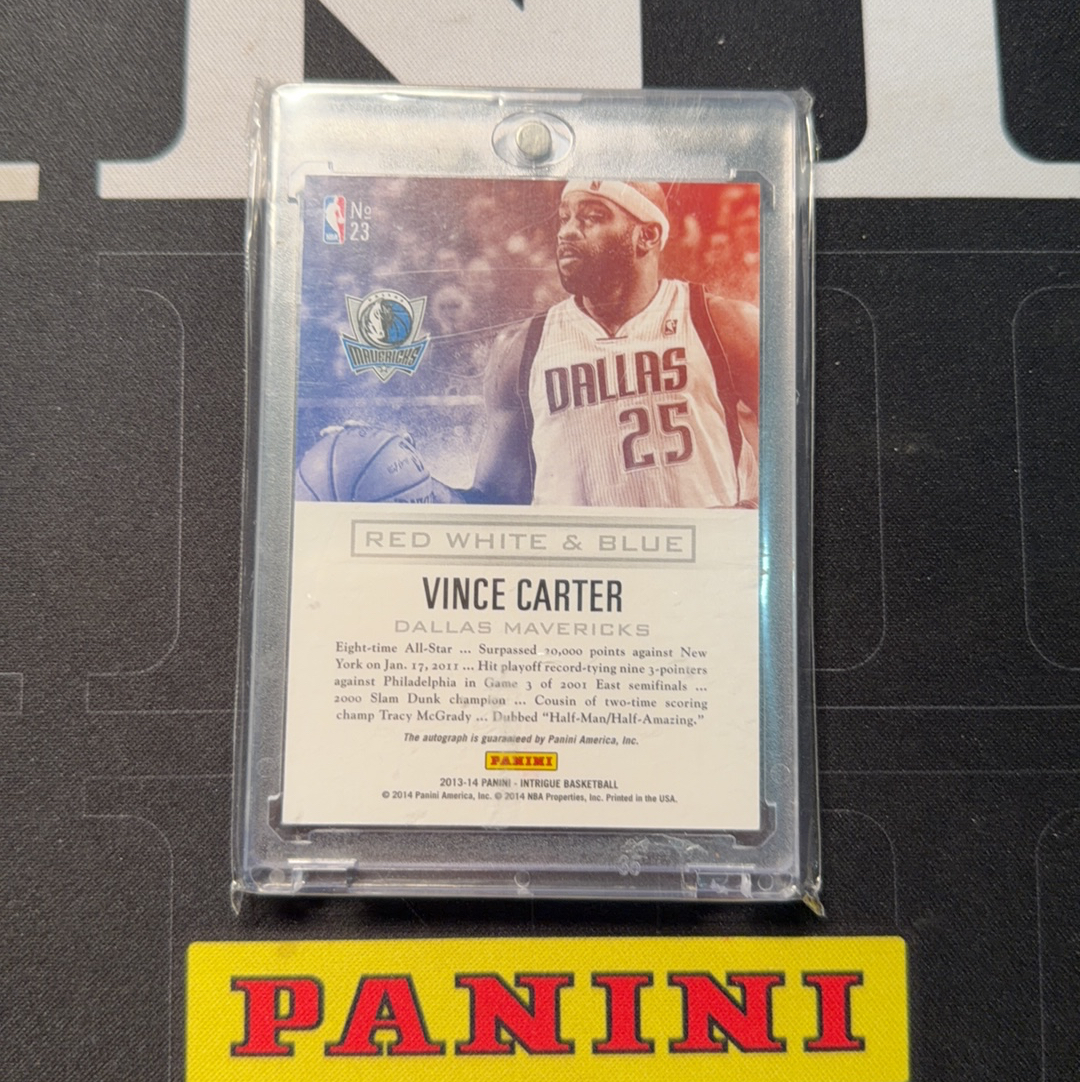 №
23
NBA
MAVERICKS
DALLAS
25
RED WHITE & BLUE
VINCE CARTER
DALLAS MAVERICKS
Eight-time All-Star ... Surpassed 20,000 points against New
York on Jan. 17, 2011 ... Hit playoff record-tying nine 3-pointers
against Philadelphia in Game 3 of 2001 East semifinals ...
2000 Slam Dunk champion ... Cousin of two-time scoring
champ Tracy McGrady ... Dubbed “Half-Man/Half-Amazing.”
The autograph is guaranteed by Panini America, Inc.
PANINI
2013-14 PANINI - INTRIGUE BASKETBALL
© 2014 Panini America, Inc. © 2014 NBA Properties, Inc. Printed in the USA.
PANINI